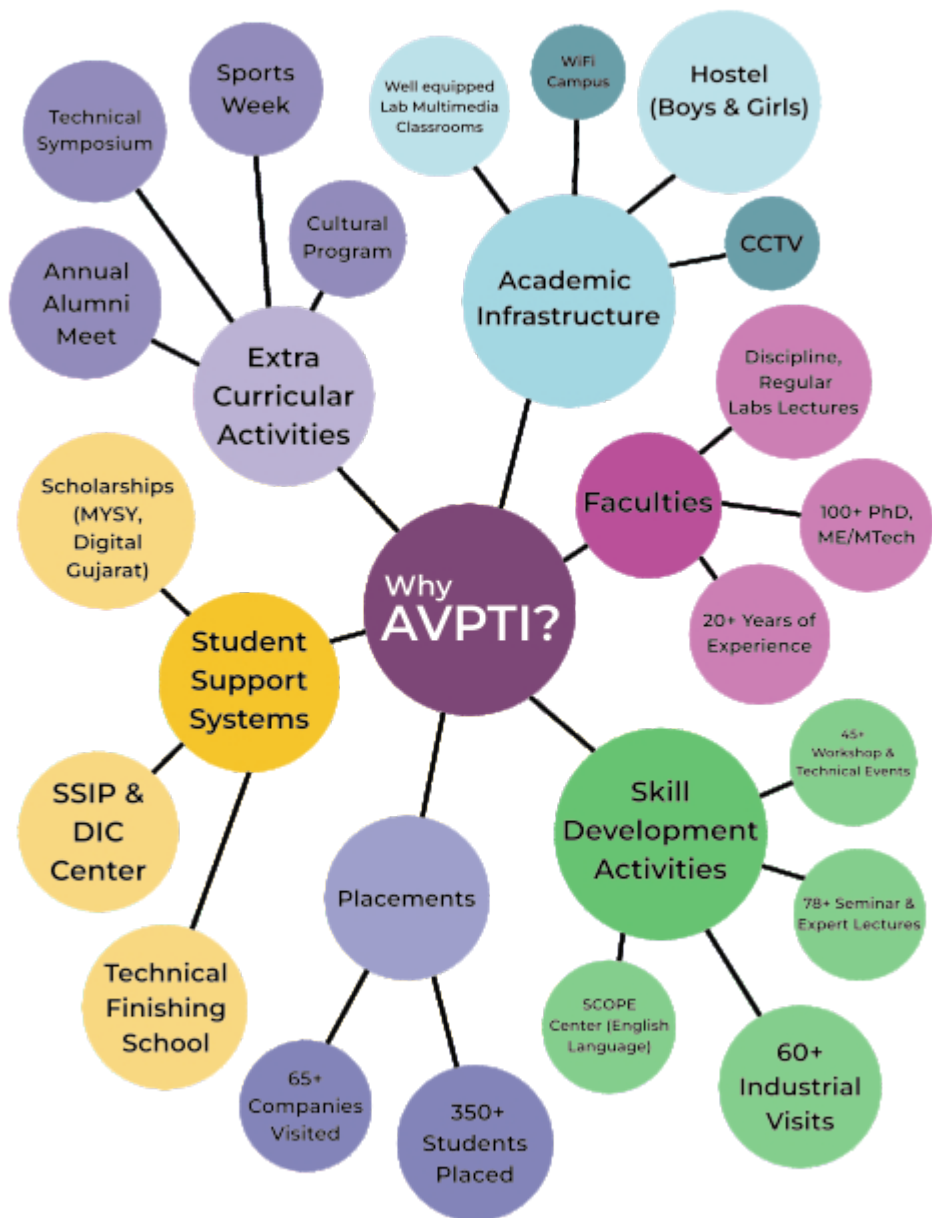 Why
AVPTI?
Extra
Curricular
Activities
Technical
Symposium
Sports
Week
Cultural
Program
Annual
Alumni
Meet
Academic
Infrastructure
Well equipped
Lab Multimedia
Classrooms
WiFi
Campus
Hostel
(Boys & Girls)
CCTV
Faculties
Discipline,
Regular
Labs Lectures
100+ PhD,
ME/MTech
20+ Years of
Experience
Skill
Development
Activities
45+
Workshop &
Technical Events
78+ Seminar &
Expert Lectures
60+
Industrial
Visits
SCOPE
Center (English
Language)
Placements
65+
Companies
Visited
350+
Students
Placed
Student
Support
Systems
Scholarships
(MYSY,
Digital
Gujarat)
SSIP &
DIC
Center
Technical
Finishing
School